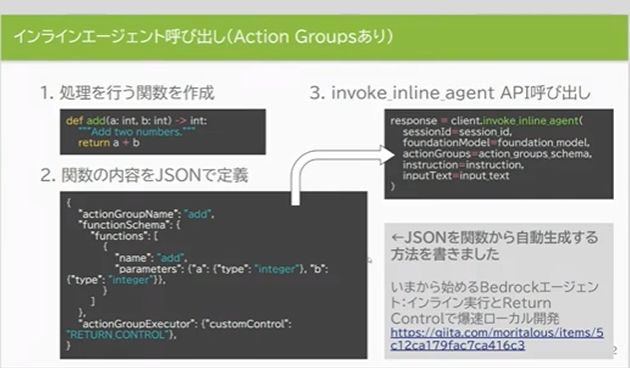 インラインエージェント呼び出し(Action Groupsあり)
1. 処理を行う関数を作成
def add(a: int, b: int) -> int:
"""Add two numbers."""
return a + b
2. 関数の内容をJSONで定義
{
"actionGroupName": "add",
"functionSchema": {
"functions": [
{
"name": "add",
"parameters": {"a": {"type": "integer"}, "b":
{"type": "integer"}},
}
]
},
"actionGroupExecutor": {"customControl":
"RETURN_CONTROL"},
}
3. invoke_inline_agent API呼び出し
response = client.invoke_inline_agent(
sessionId=session_id,
foundationModel=foundation_model,
actionGroups=action_groups_schema,
instruction=instruction,
inputText=input_text
)
←JSONを関数から自動生成する
方法を書きました
いまから始めるBedrockエージェ
ント:インライン実行とReturn
Controlで爆速ローカル開発
https://qiita.com/moritalous/items/5
c12ca179fac7ca416c3
2